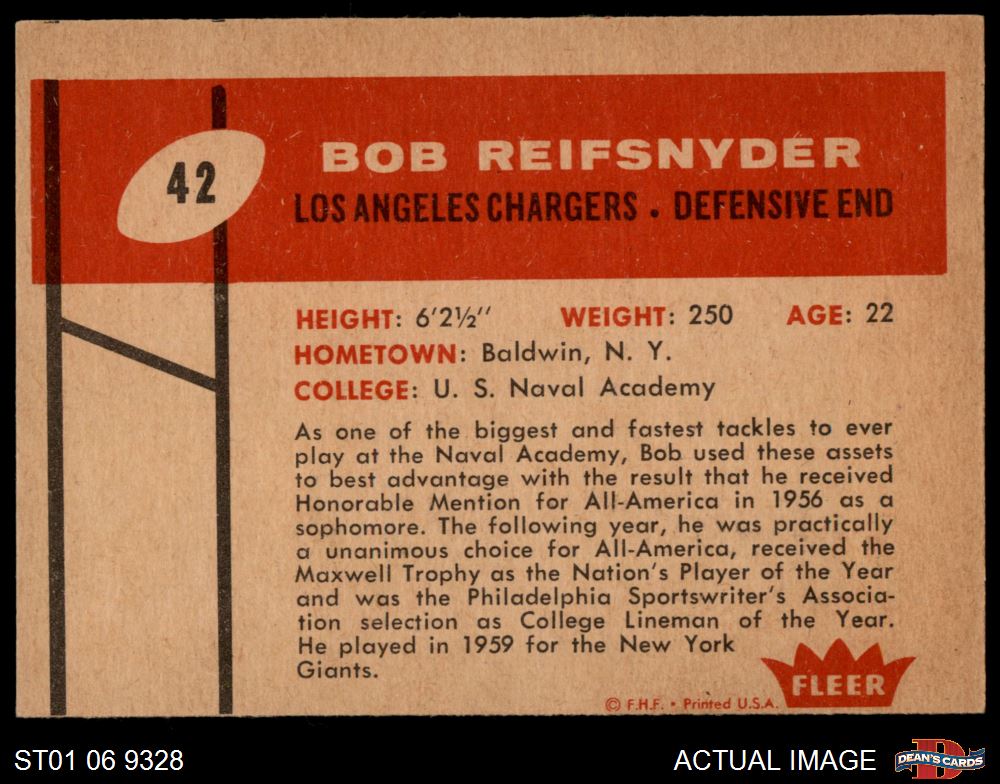 42
BOB REIFSNYDER
LOS ANGELES CHARGERS . DEFENSIVE END
HEIGHT: 6'2½" WEIGHT: 250 AGE: 22
HOMETOWN: Baldwin, N. Y.
COLLEGE: U. S. Naval Academy
As one of the biggest and fastest tackles to ever
play at the Naval Academy, Bob used these assets
to best advantage with the result that he received
Honorable Mention for All-America in 1956 as a
sophomore. The following year, he was practically
a unanimous choice for All-America, received the
Maxwell Trophy as the Nation's Player of the Year
and was the Philadelphia Sportswriter's Associa-
tion selection as College Lineman of the Year.
He played in 1959 for the New York
Giants.
FLEER
© F.H.F. • Printed U.S.A.
ST01 06 9328
ACTUAL IMAGE
D
DEAN'S CARDS